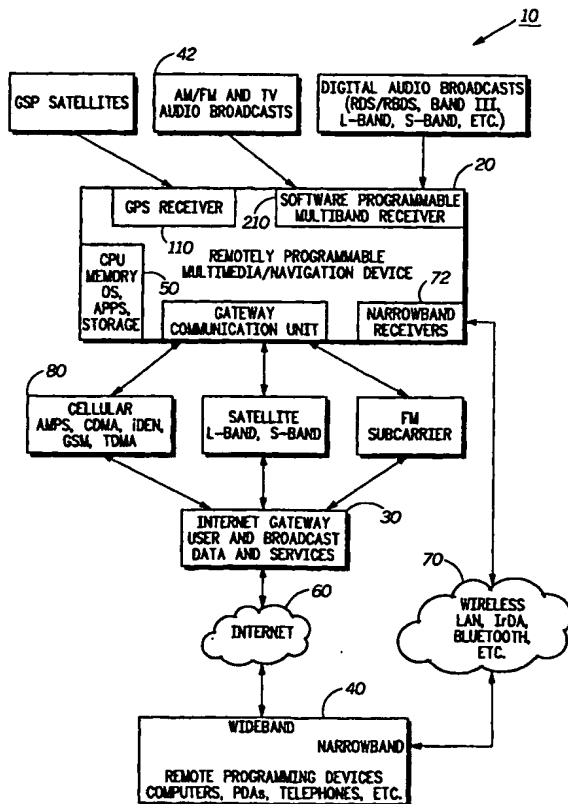 10
42
GSP SATELLITES
AM/FM AND TV
AUDIO BROADCASTS
DIGITAL AUDIO BROADCASTS
(RDS/RBDS, BAND III,
L-BAND, S-BAND, ETC.)
20
GPS RECEIVER
210
SOFTWARE PROGRAMMABLE
MULTIBAND RECEIVER
110
CPU
MEMORY
OS,
APPS,
STORAGE
50
REMOTELY PROGRAMMABLE
MULTIMEDIA/NAVIGATION DEVICE
72
GATEWAY
COMMUNICATION UNIT
NARROWBAND
RECEIVERS
80
CELLULAR
AMPS, CDMA, iDEN,
GSM, TDMA
SATELLITE
L-BAND, S-BAND
FM
SUBCARRIER
30
INTERNET GATEWAY
USER AND BROADCAST
DATA AND SERVICES
60
INTERNET
70
WIRELESS
LAN, IrDA,
BLUETOOTH,
ETC.
40
WIDEBAND
NARROWBAND
REMOTE PROGRAMMING DEVICES
COMPUTERS, PDAs, TELEPHONES, ETC.